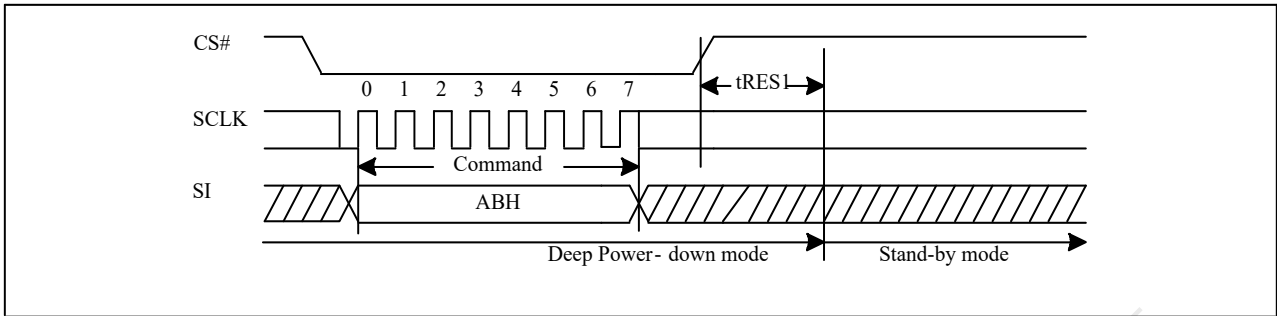 CS#
tRES1
0 1 2 3 4 5 6 7
SCLK
Command
SI
ABH
Deep Power- down mode
Stand-by mode